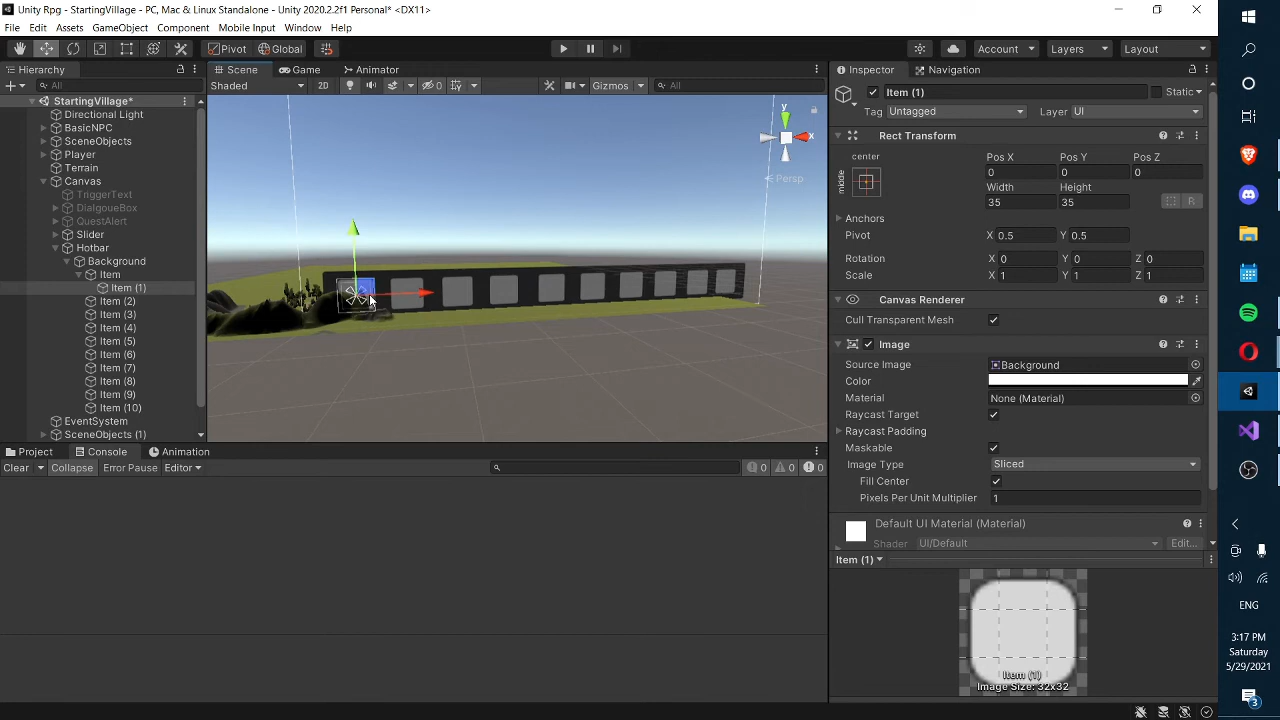 Unity Rpg - StartingVillage - PC, Mac & Linux Standalone - Unity 2020.2.2f1 Personal* <DX11>
File Edit Assets GameObject Component Mobile Input Window Help
Pivot Global Account Layers Layout
Hierarchy Scene Game Animator Inspector Navigation
All Shaded 2D 0 Gizmos All Item (1) Static
StartingVillage*
Directional Light
BasicNPC
SceneObjects
Player
Terrain
Canvas
TriggerText
DialgoueBox
QuestAlert
Slider
Hotbar
Background
Item
Item (1)
Item (2)
Item (3)
Item (4)
Item (5)
Item (6)
Item (7)
Item (8)
Item (9)
Item (10)
EventSystem
SceneObjects (1)
y
x
Persp
Tag Untagged Layer UI
Rect Transform
center
middle
Pos X Pos Y Pos Z
0 0 0
Width Height
35 35
R
Anchors
Pivot X 0.5 Y 0.5
Rotation X 0 Y 0 Z 0
Scale X 1 Y 1 Z 1
Canvas Renderer
Cull Transparent Mesh
Image
Source Image Background
Color
Material None (Material)
Raycast Target
Raycast Padding
Maskable
Image Type Sliced
Fill Center
Pixels Per Unit Multiplier 1
Default UI Material (Material)
Shader UI/Default Edit...
Item (1)
Item (1)
Image Size: 32x32
Project Console Animation
Clear Collapse Error Pause Editor 0 0 0
ENG
3:17 PM
Saturday
5/29/2021
3